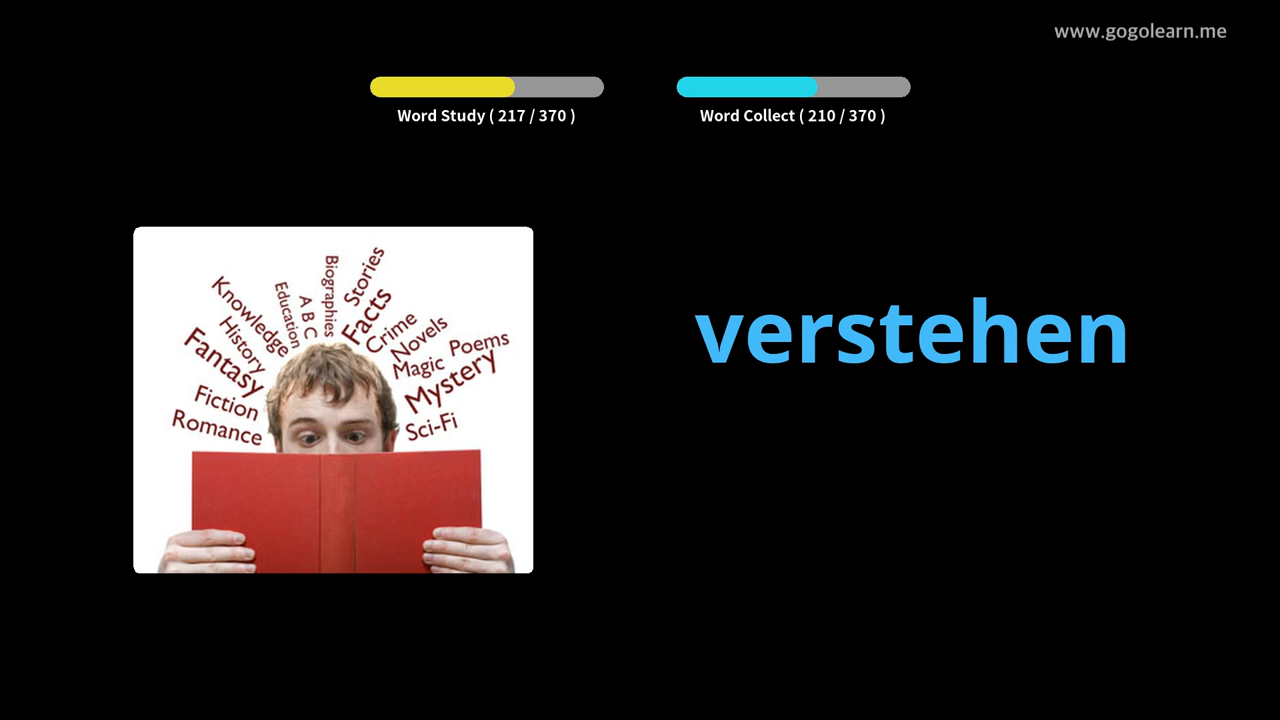 www.gogolearn.me
Word Study ( 217 / 370 )
Word Collect ( 210 / 370 )
verstehen
Biographies
Stories
Education
A B C
Facts
Knowledge
Crime
History
Novels
Poems
Fantasy
Magic
Mystery
Fiction
Romance
Sci-Fi